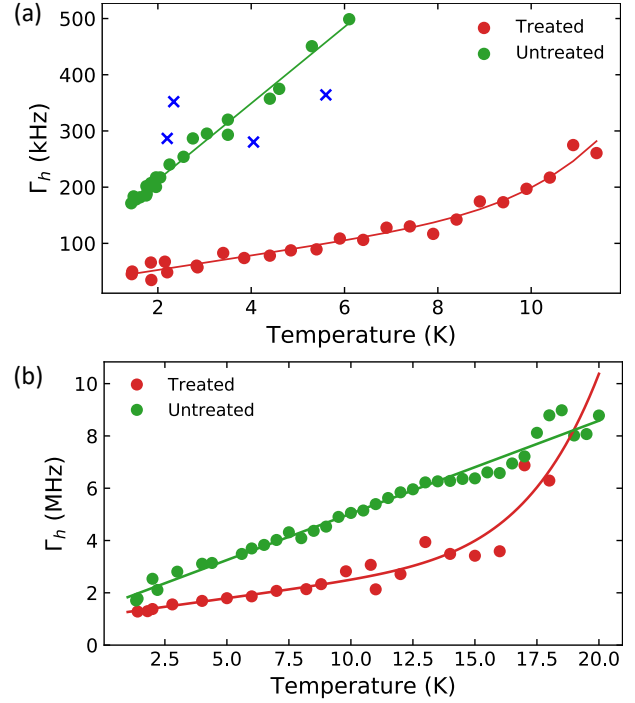 (a)
500
400
300
200
100
Γh (kHz)
Treated
Untreated
2 4 6 8 10
Temperature (K)
(b)
10
8
6
4
2
0
Γh (MHz)
Treated
Untreated
2.5 5.0 7.5 10.0 12.5 15.0 17.5 20.0
Temperature (K)